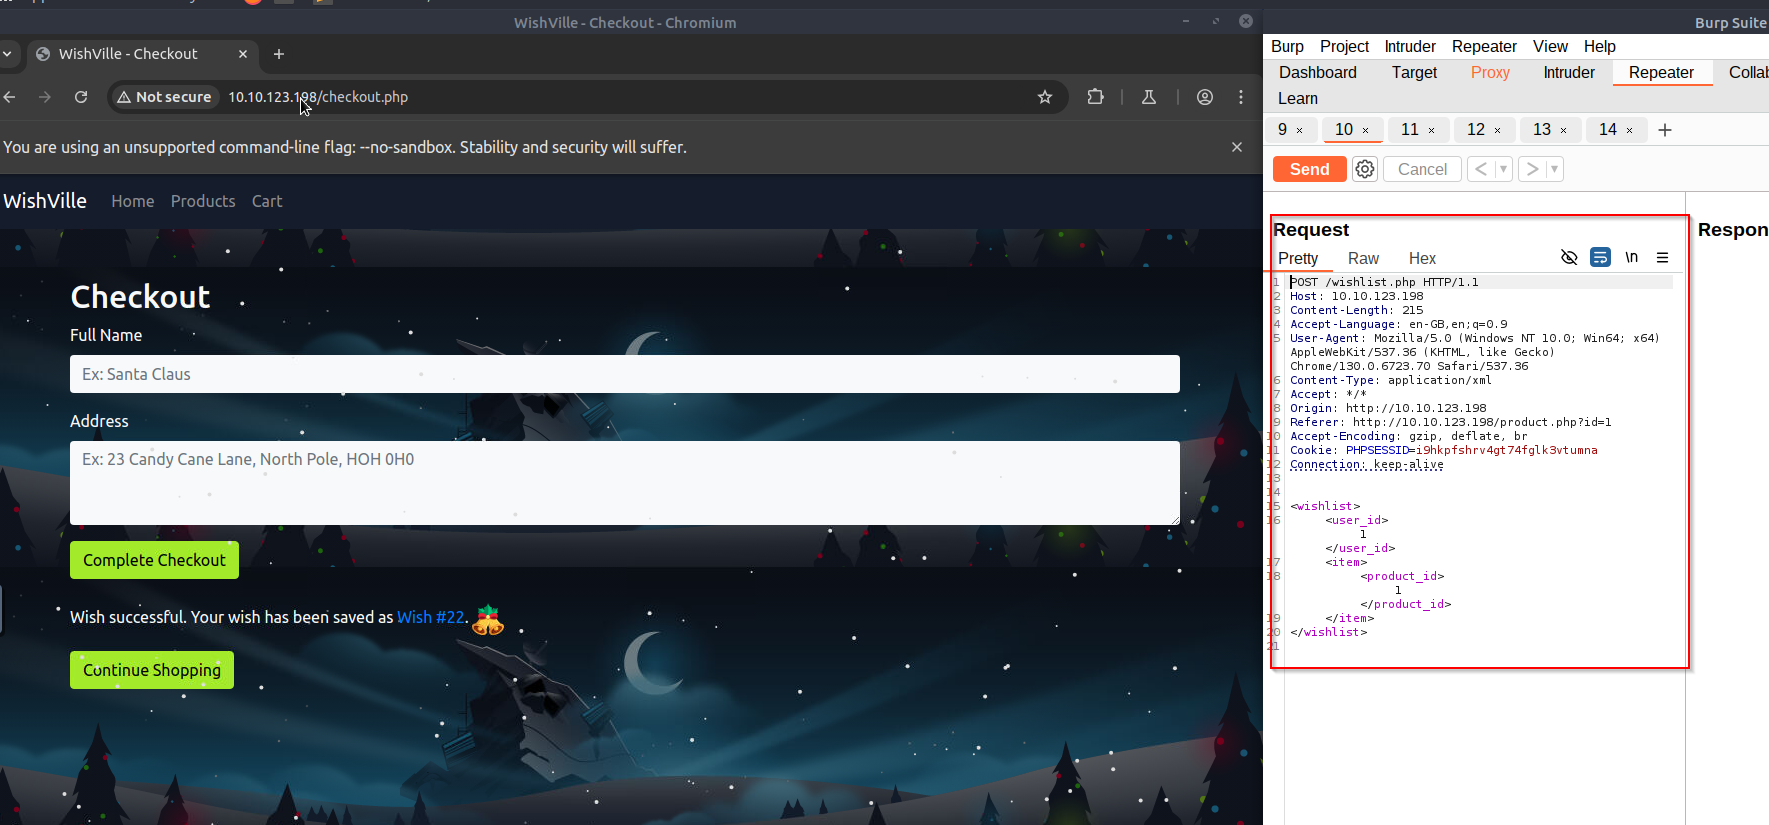 WishVille - Checkout - Chromium
WishVille - Checkout
Not secure
10.10.123.198/checkout.php
You are using an unsupported command-line flag: --no-sandbox. Stability and security will suffer.
WishVille Home Products Cart
Checkout
Full Name
Ex: Santa Claus
Address
Ex: 23 Candy Cane Lane, North Pole, HOH 0H0
Complete Checkout
Wish successful. Your wish has been saved as Wish #22.
Continue Shopping
Burp Suite
Burp Project Intruder Repeater View Help
Dashboard Target Proxy Intruder Repeater Collab
Learn
9 × 10 × 11 × 12 × 13 × 14 × +
Send Cancel < >
Request
Respon
Pretty Raw Hex \n
1 POST /wishlist.php HTTP/1.1
2 Host: 10.10.123.198
3 Content-Length: 215
4 Accept-Language: en-GB,en;q=0.9
5 User-Agent: Mozilla/5.0 (Windows NT 10.0; Win64; x64)
AppleWebKit/537.36 (KHTML, like Gecko)
Chrome/130.0.6723.70 Safari/537.36
6 Content-Type: application/xml
7 Accept: */*
8 Origin: http://10.10.123.198
9 Referer: http://10.10.123.198/product.php?id=1
10 Accept-Encoding: gzip, deflate, br
11 Cookie: PHPSESSID=i9hkpfshrv4gt74fglk3vtumna
12 Connection: keep-alive
13
14
15 <wishlist>
16 <user_id>
1
</user_id>
17 <item>
18 <product_id>
1
</product_id>
19 </item>
20 </wishlist>
21